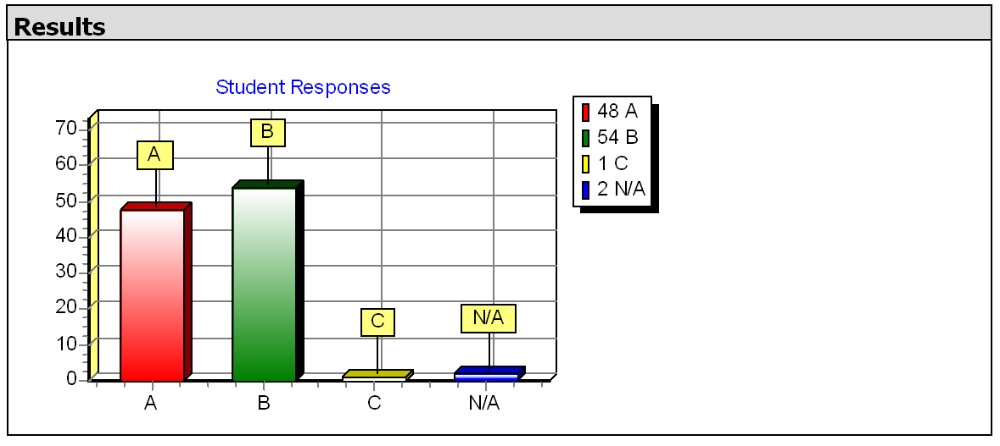 Results
Student Responses
70
60
50
40
30
20
10
0
A
B
C
N/A
A
B
C
N/A
48 A
54 B
1 C
2 N/A